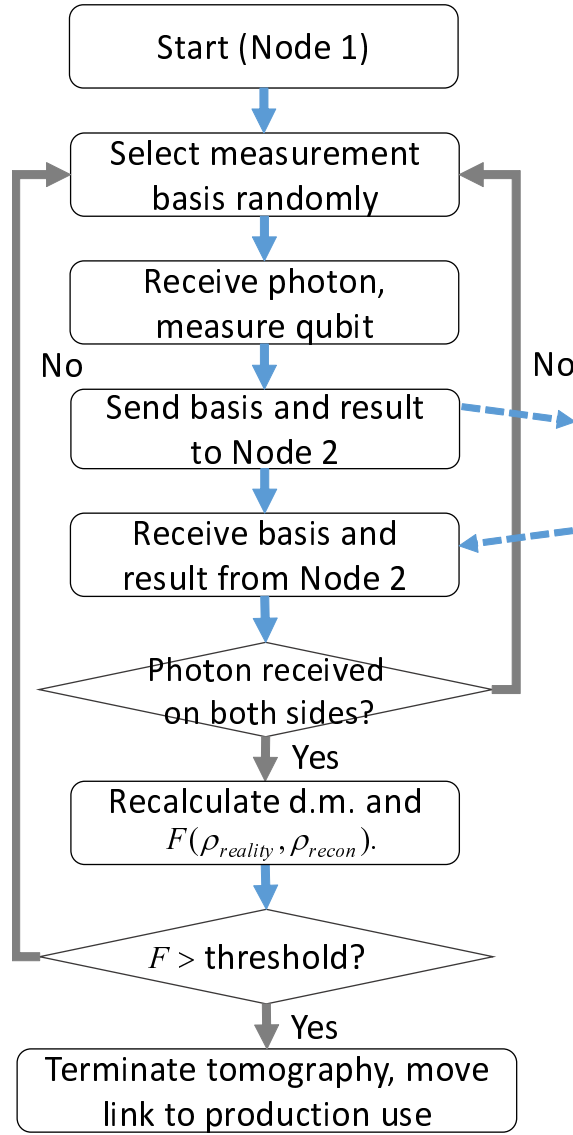 Start (Node 1)
Select measurement
basis randomly
Receive photon,
measure qubit
No
No
Send basis and result
to Node 2
Receive basis and
result from Node 2
Photon received
on both sides?
Yes
Recalculate d.m. and
F(ρ_reality, ρ_recon).
F > threshold?
Yes
Terminate tomography, move
link to production use